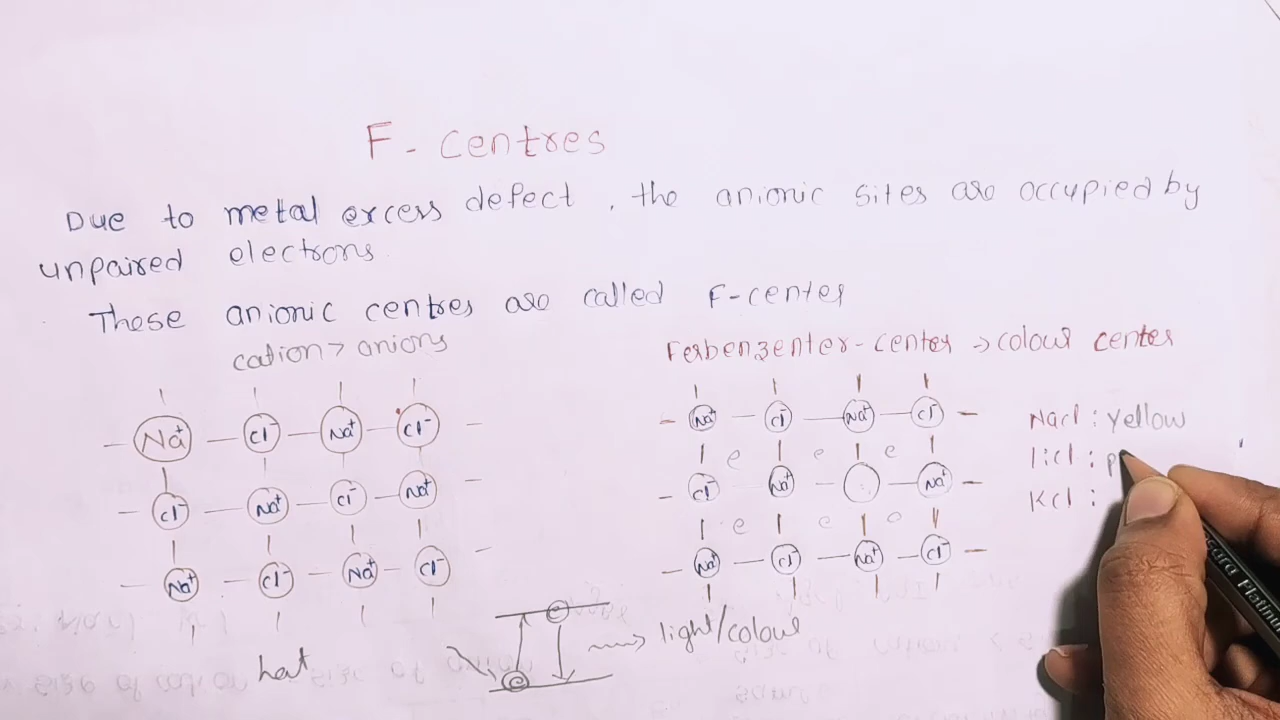 F - centres
Due to metal excess defect , the anionic sites are occupied by
unpaired electrons.
These anionic centres are called F-center
cation > anions
Ferbenzenter-center → colour center
Na+ Cl- Na+ Cl-
Cl- Na+ Cl- Na+
Na+ Cl- Na+ Cl-
Na+ Cl- Na+ Cl-
e e e
Cl- Na+ Na+
e e
Na+ Cl- Na+ Cl-
Nacl : Yellow
licl : p
Kcl :
e
e
light/colour